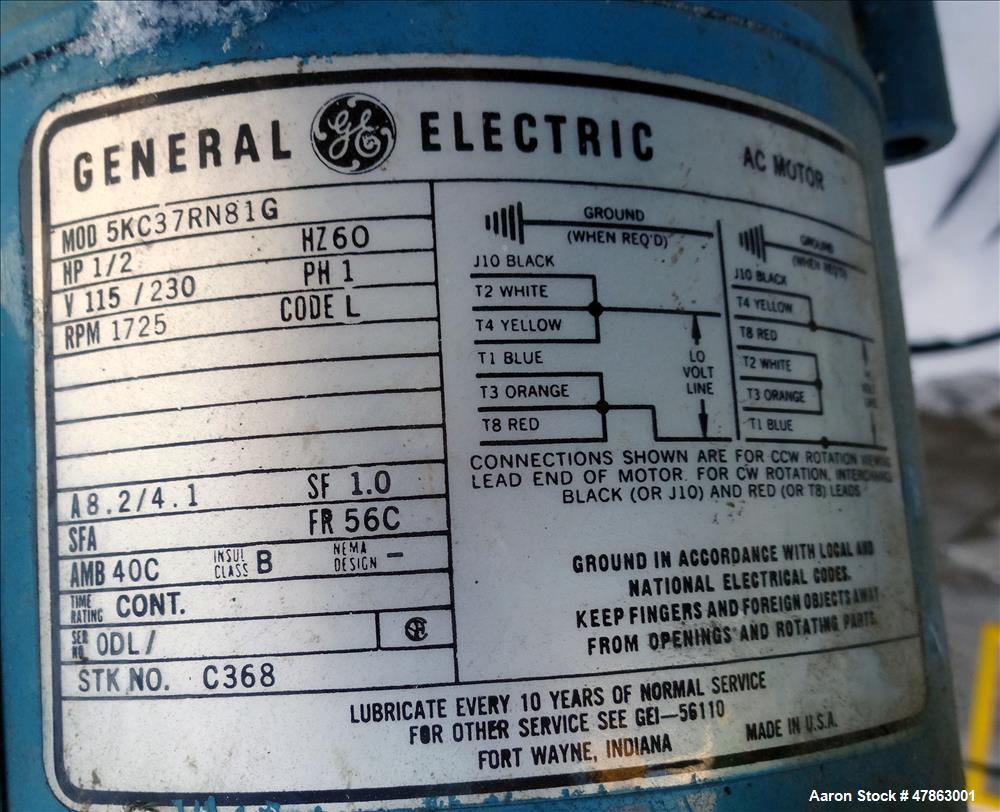 GENERAL GE ELECTRIC
AC MOTOR
MOD 5KC37RN81G
HP 1/2 HZ 60
V 115 / 230 PH 1
RPM 1725 CODE L
A 8.2/4.1 SF 1.0
SFA FR 56C
AMB 40C INSUL CLASS B NEMA DESIGN –
TIME RATING CONT.
SER NO. ODL /
STK NO. C368
GROUND
(WHEN REQ'D)
J10 BLACK
T2 WHITE
T4 YELLOW
T1 BLUE
T3 ORANGE
T8 RED
LO
VOLT
LINE
GROUND
(WHEN REQ'D)
J10 BLACK
T4 YELLOW
T8 RED
T2 WHITE
T3 ORANGE
T1 BLUE
VOLT
CONNECTIONS SHOWN ARE FOR CCW ROTATION VIEWING
LEAD END OF MOTOR. FOR CW ROTATION, INTERCHANGE
BLACK (OR J10) AND RED (OR T8) LEADS
GROUND IN ACCORDANCE WITH LOCAL AND
NATIONAL ELECTRICAL CODES.
KEEP FINGERS AND FOREIGN OBJECTS AWAY
FROM OPENINGS AND ROTATING PARTS.
LUBRICATE EVERY 10 YEARS OF NORMAL SERVICE
FOR OTHER SERVICE SEE GEI—56110
FORT WAYNE, INDIANA
MADE IN U.S.A.
Aaron Stock # 47863001